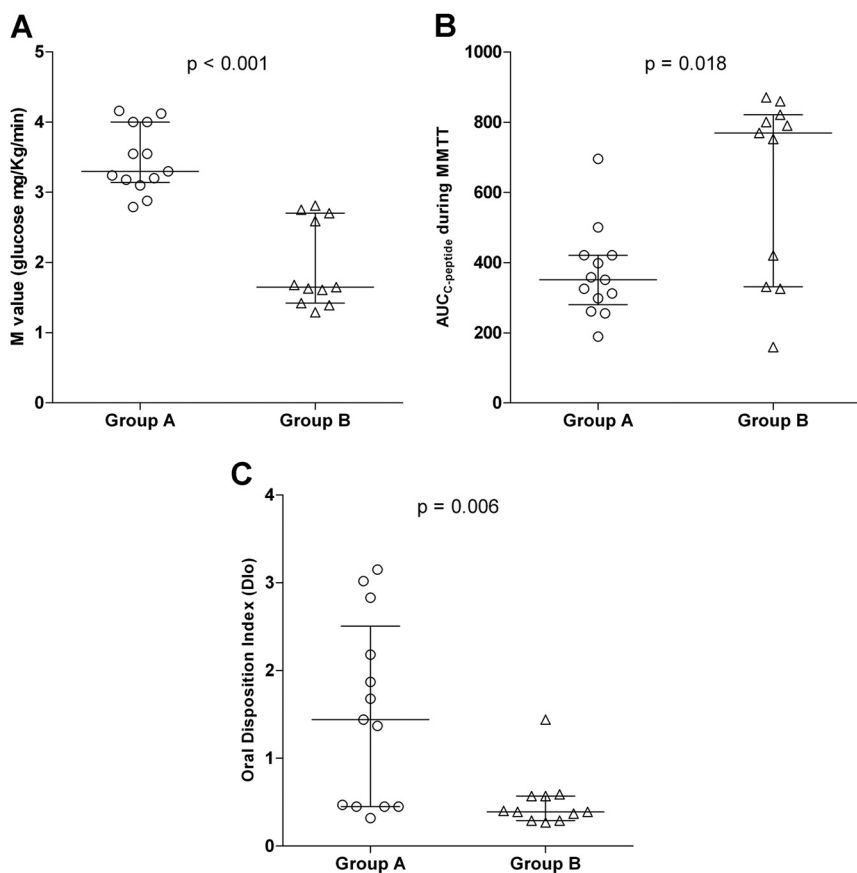 A
p < 0.001
M value (glucose mg/Kg/min)
5
4
3
2
1
0
Group A
Group B
B
p = 0.018
AUCC-peptide during MMTT
1000
800
600
400
200
0
Group A
Group B
C
p = 0.006
Oral Disposition Index (DIo)
4
3
2
1
0
Group A
Group B